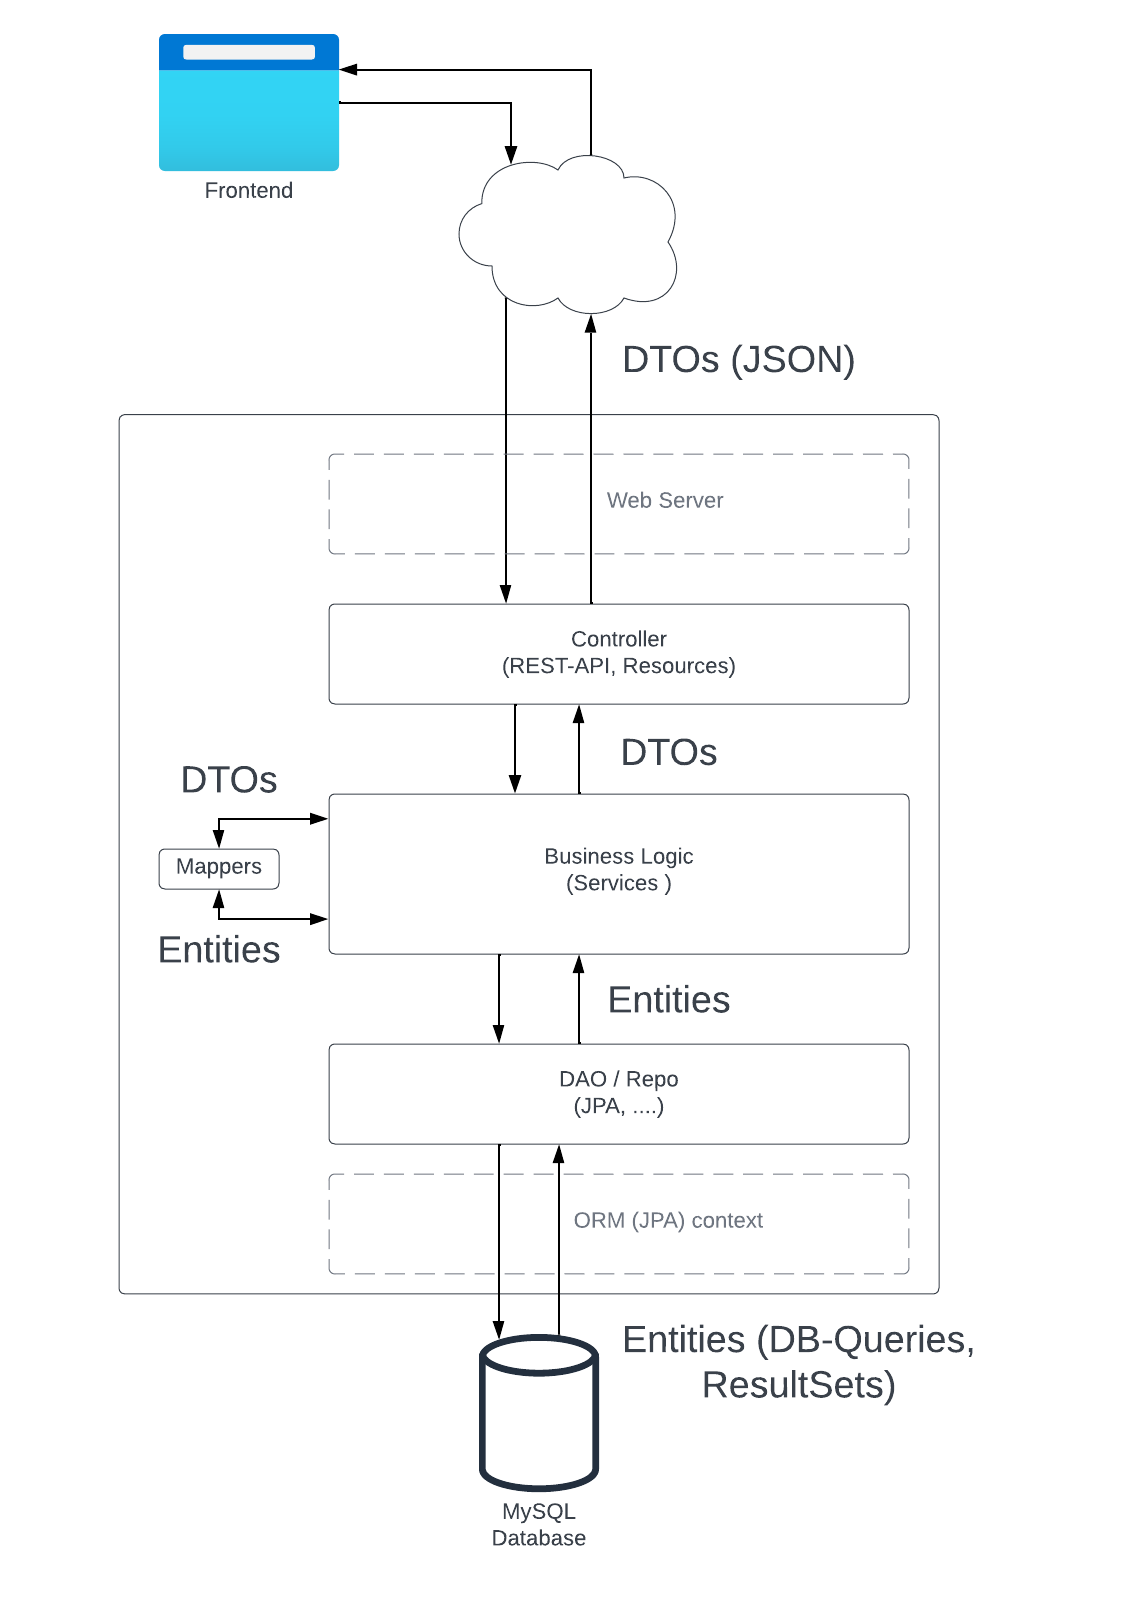 Frontend
DTOs (JSON)
Web Server
Controller
(REST-API, Resources)
DTOs
DTOs
Mappers
Business Logic
(Services )
Entities
Entities
DAO / Repo
(JPA, ....)
ORM (JPA) context
Entities (DB-Queries,
ResultSets)
MySQL
Database